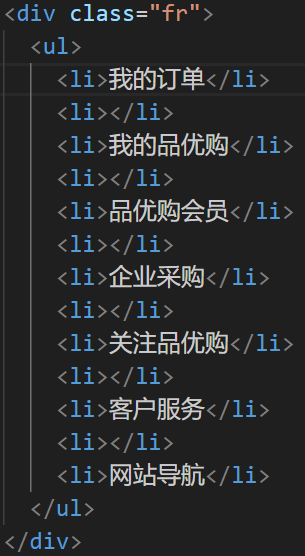 <div class="fr">
<ul>
<li>我的订单</li>
<li></li>
<li>我的品优购</li>
<li></li>
<li>品优购会员</li>
<li></li>
<li>企业采购</li>
<li></li>
<li>关注品优购</li>
<li></li>
<li>客户服务</li>
<li></li>
<li>网站导航</li>
</ul>
</div>